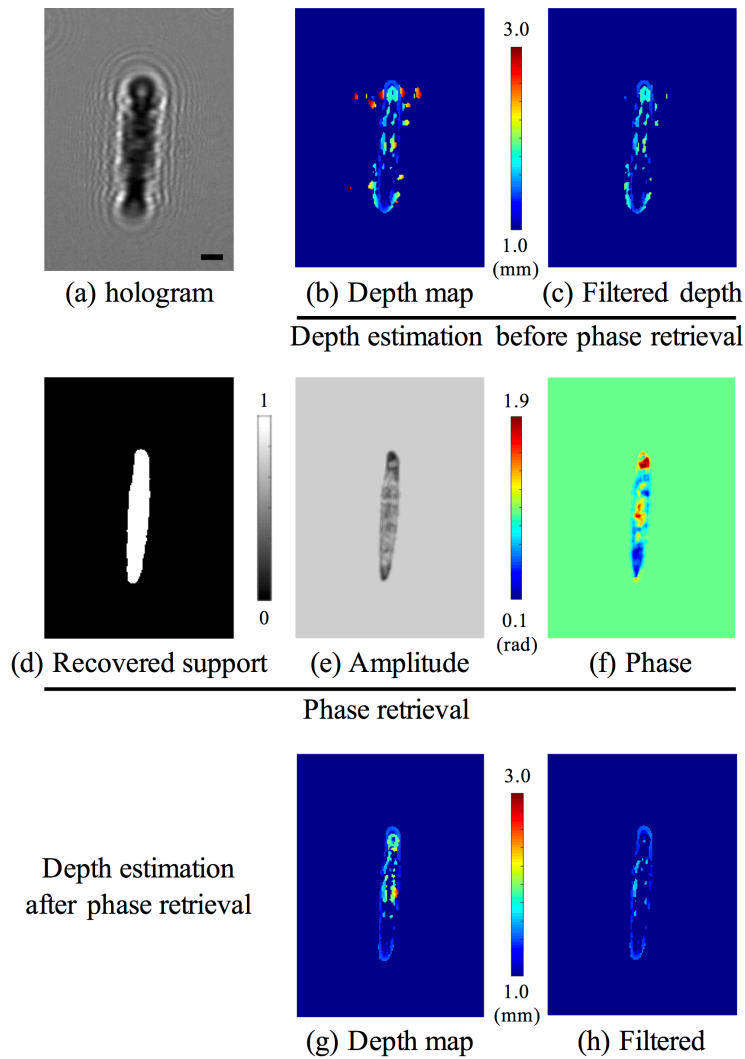 3.0
1.0
(mm)
(a) hologram
(b) Depth map
(c) Filtered depth
Depth estimation before phase retrieval
1
0
1.9
0.1
(rad)
(d) Recovered support
(e) Amplitude
(f) Phase
Phase retrieval
Depth estimation
after phase retrieval
3.0
1.0
(mm)
(g) Depth map
(h) Filtered